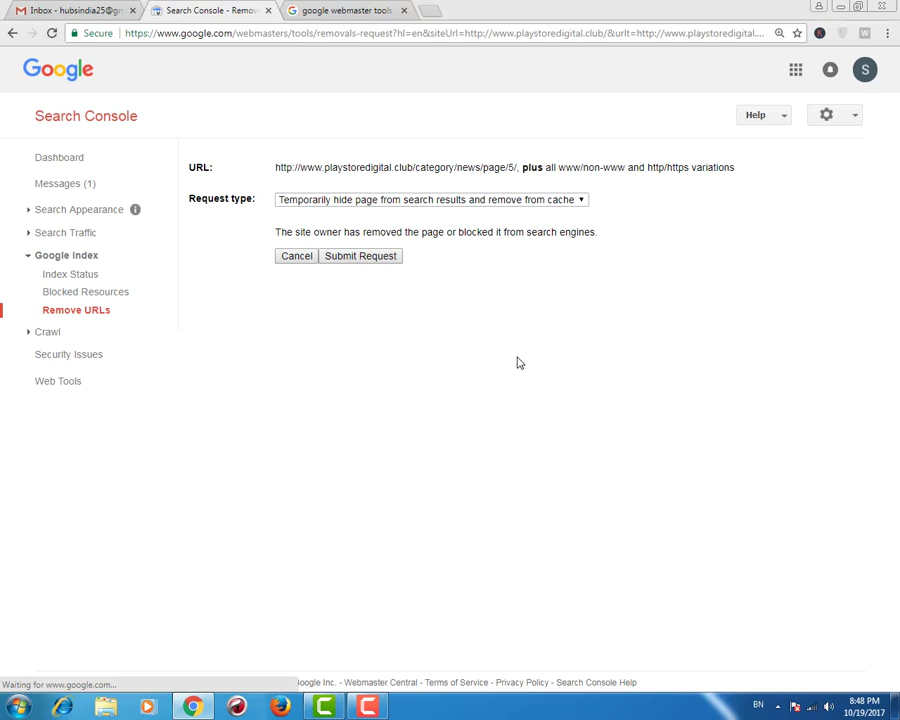 Inbox - hubsindia25@gm
Search Console - Remov
google webmaster tools
Secure
https://www.google.com/webmasters/tools/removals-request?hl=en&siteUrl=http://www.playstoredigital.club/&urlt=http://www.playstoredigital....
K
W
Google
S
Search Console
Help
Dashboard
Messages (1)
Search Appearance i
Search Traffic
Google Index
Index Status
Blocked Resources
Remove URLs
Crawl
Security Issues
Web Tools
URL: http://www.playstoredigital.club/category/news/page/5/, plus all www/non-www and http/https variations
Request type: Temporarily hide page from search results and remove from cache
The site owner has removed the page or blocked it from search engines.
Cancel Submit Request
Waiting for www.google.com...
Google Inc. - Webmaster Central - Terms of Service - Privacy Policy - Search Console Help
BN
8:48 PM
10/19/2017